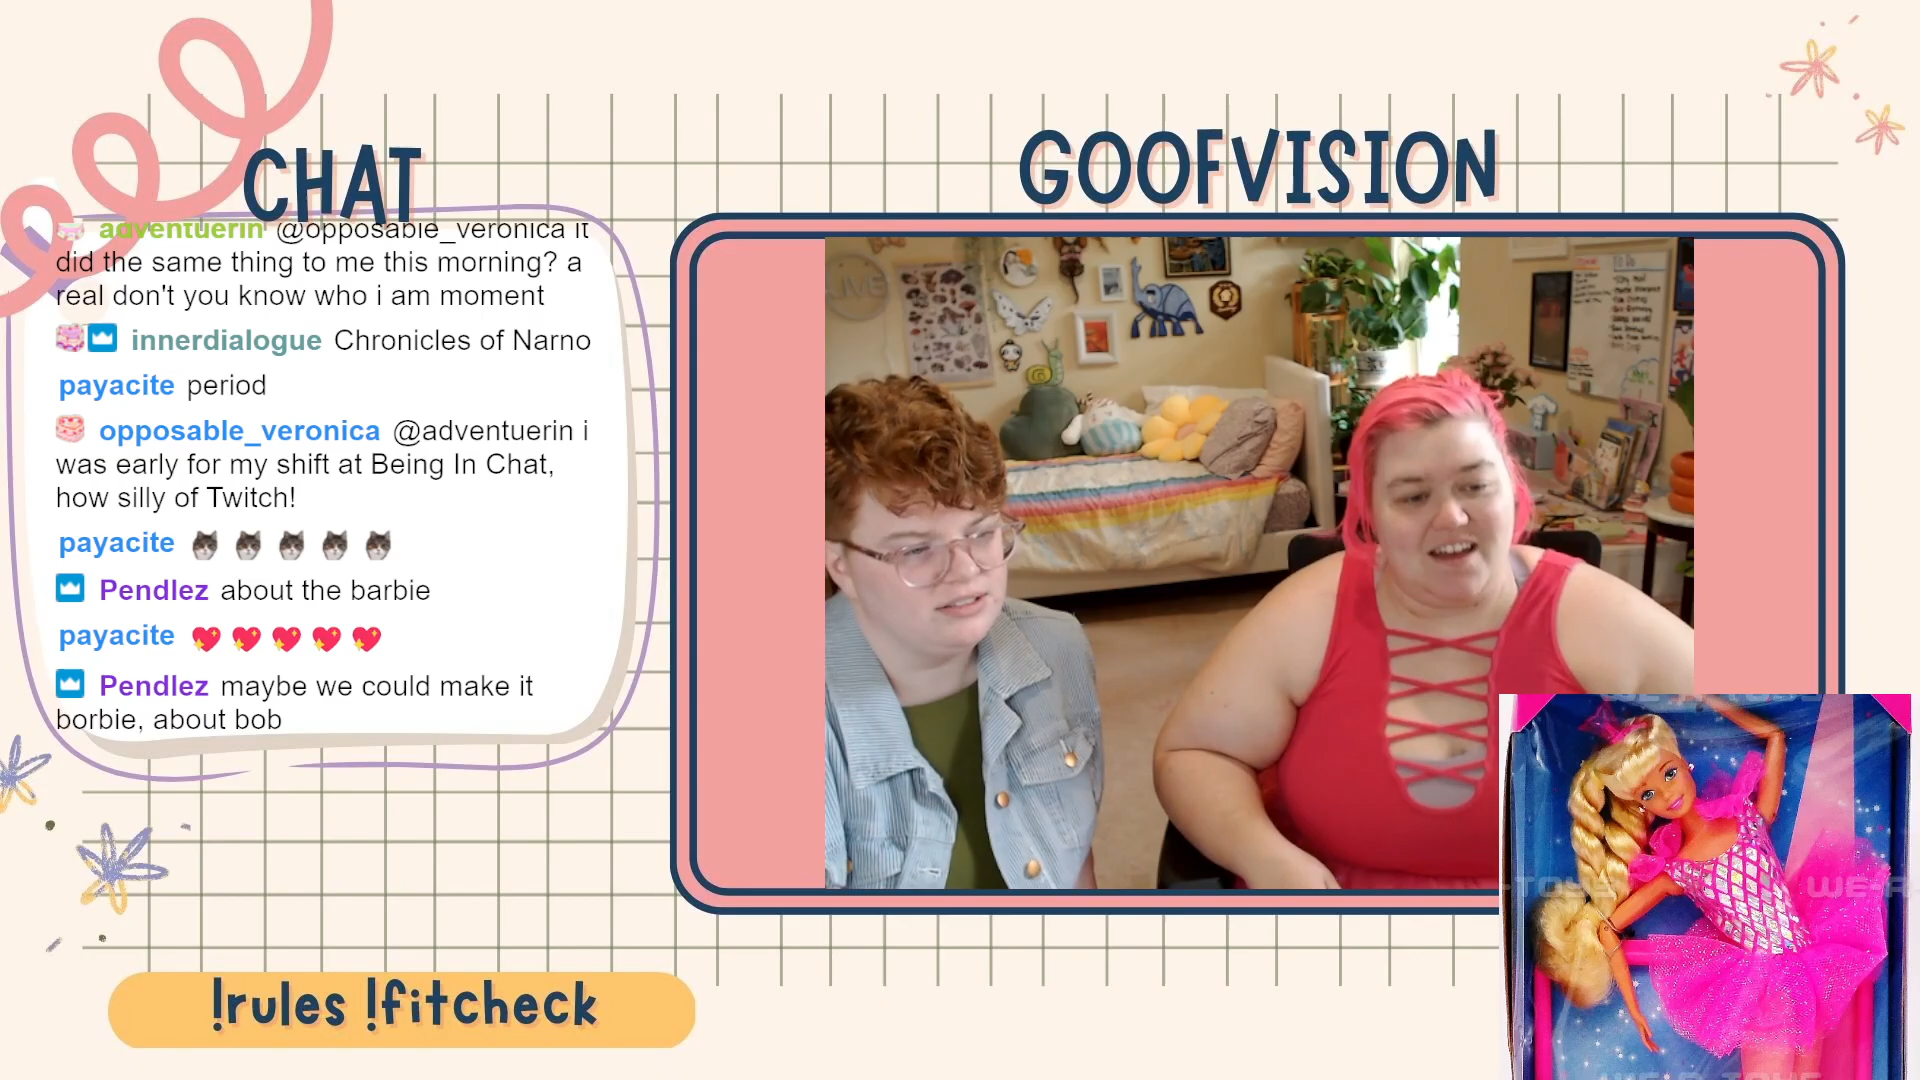 CHAT
GOOFVISION
adventuerin @opposable_veronica it
did the same thing to me this morning? a
real don't you know who i am moment
innerdialogue Chronicles of Narno
payacite period
opposable_veronica @adventuerin i
was early for my shift at Being In Chat,
how silly of Twitch!
payacite
Pendlez about the barbie
payacite
Pendlez maybe we could make it
borbie, about bob
LIVE
!rules !fitcheck